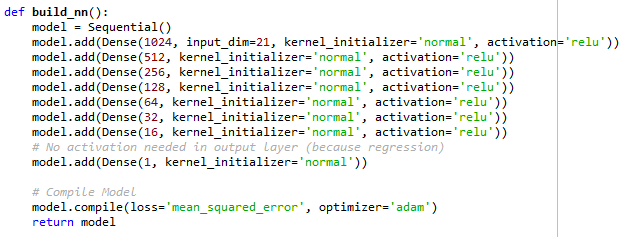 def build_nn():
    model = Sequential()
    model.add(Dense(1024, input_dim=21, kernel_initializer='normal', activation='relu'))
    model.add(Dense(512, kernel_initializer='normal', activation='relu'))
    model.add(Dense(256, kernel_initializer='normal', activation='relu'))
    model.add(Dense(128, kernel_initializer='normal', activation='relu'))
    model.add(Dense(64, kernel_initializer='normal', activation='relu'))
    model.add(Dense(32, kernel_initializer='normal', activation='relu'))
    model.add(Dense(16, kernel_initializer='normal', activation='relu'))
    # No activation needed in output layer (because regression)
    model.add(Dense(1, kernel_initializer='normal'))
    # Compile Model
    model.compile(loss='mean_squared_error', optimizer='adam')
    return model